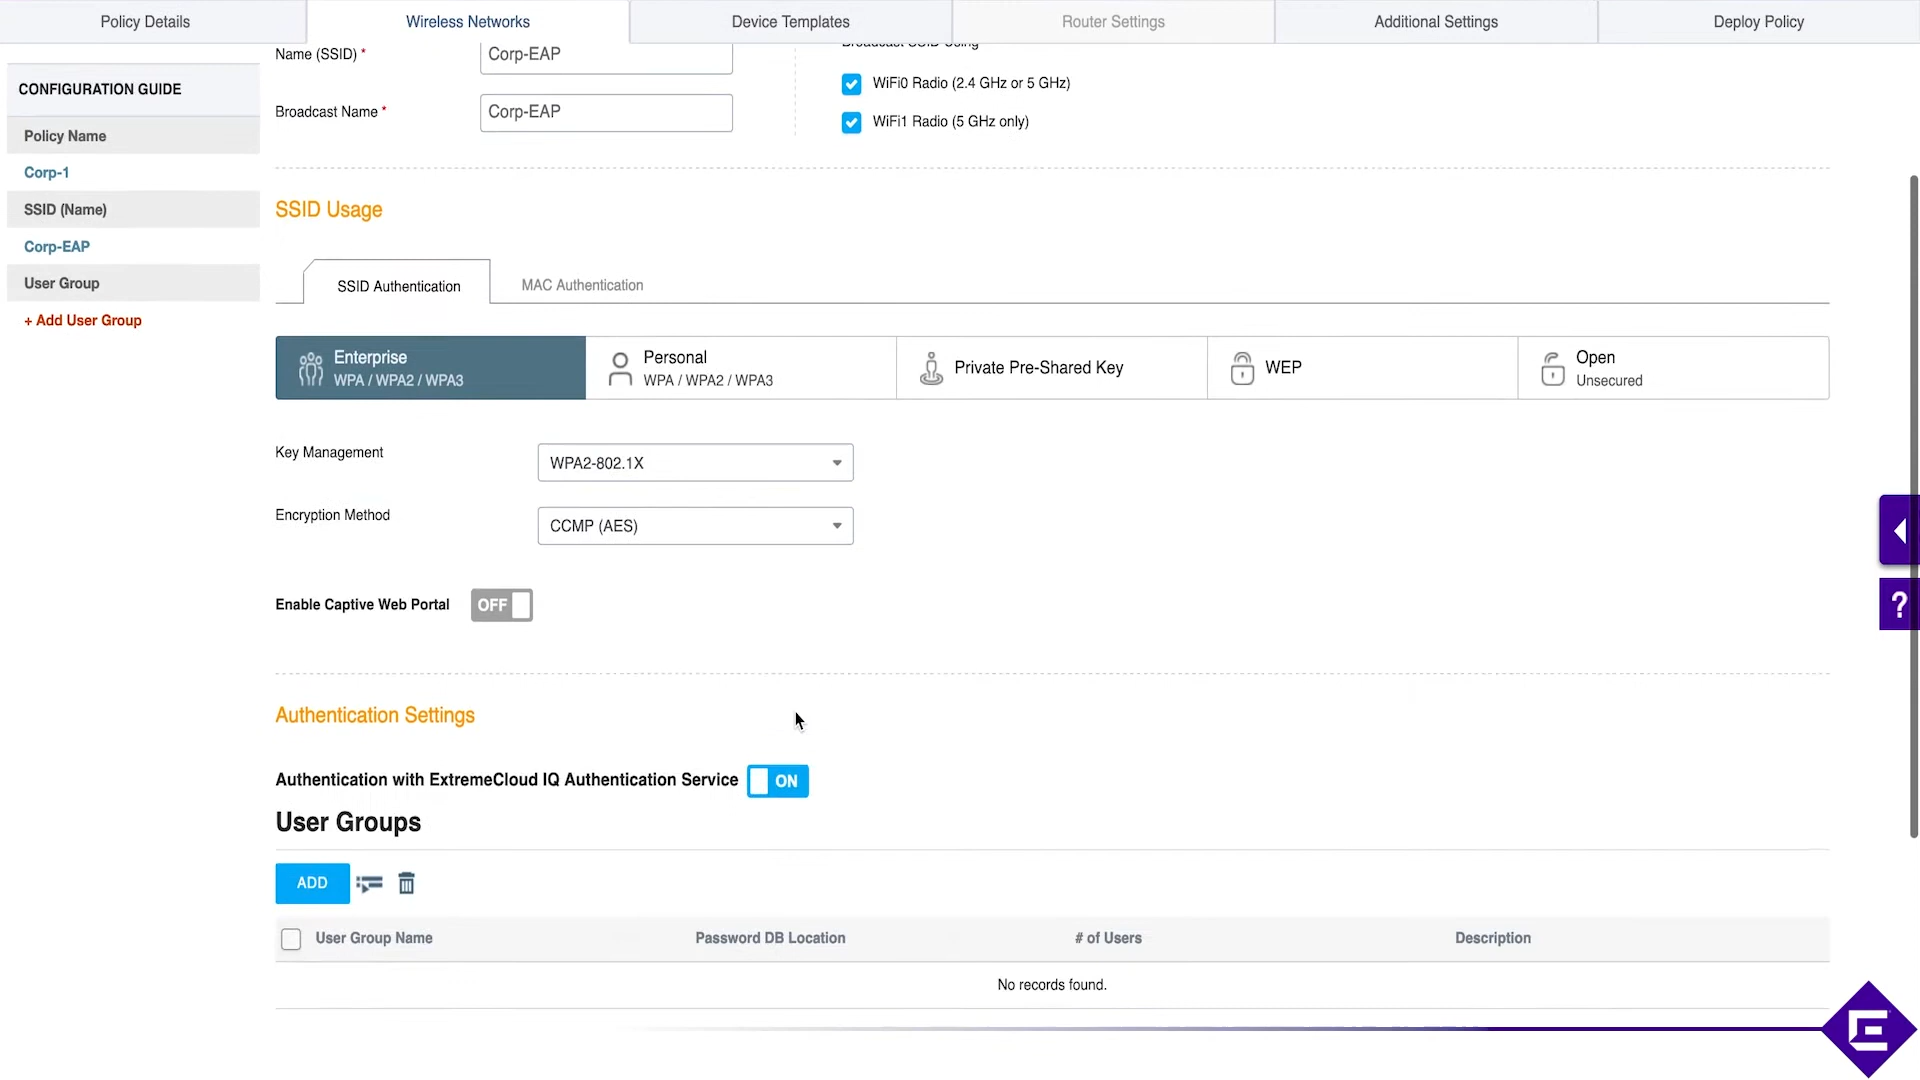 Policy Details
Wireless Networks
Device Templates
Router Settings
Additional Settings
Deploy Policy
CONFIGURATION GUIDE
Policy Name
Corp-1
SSID (Name)
Corp-EAP
User Group
+ Add User Group
Name (SSID) *
Corp-EAP
Broadcast Name *
Corp-EAP
Broadcast SSID Using
WiFi0 Radio (2.4 GHz or 5 GHz)
WiFi1 Radio (5 GHz only)
SSID Usage
SSID Authentication
MAC Authentication
Enterprise
WPA / WPA2 / WPA3
Personal
WPA / WPA2 / WPA3
Private Pre-Shared Key
WEP
Open
Unsecured
Key Management
WPA2-802.1X
Encryption Method
CCMP (AES)
Enable Captive Web Portal
OFF
Authentication Settings
Authentication with ExtremeCloud IQ Authentication Service
ON
User Groups
ADD
User Group Name
Password DB Location
# of Users
Description
No records found.
?
E